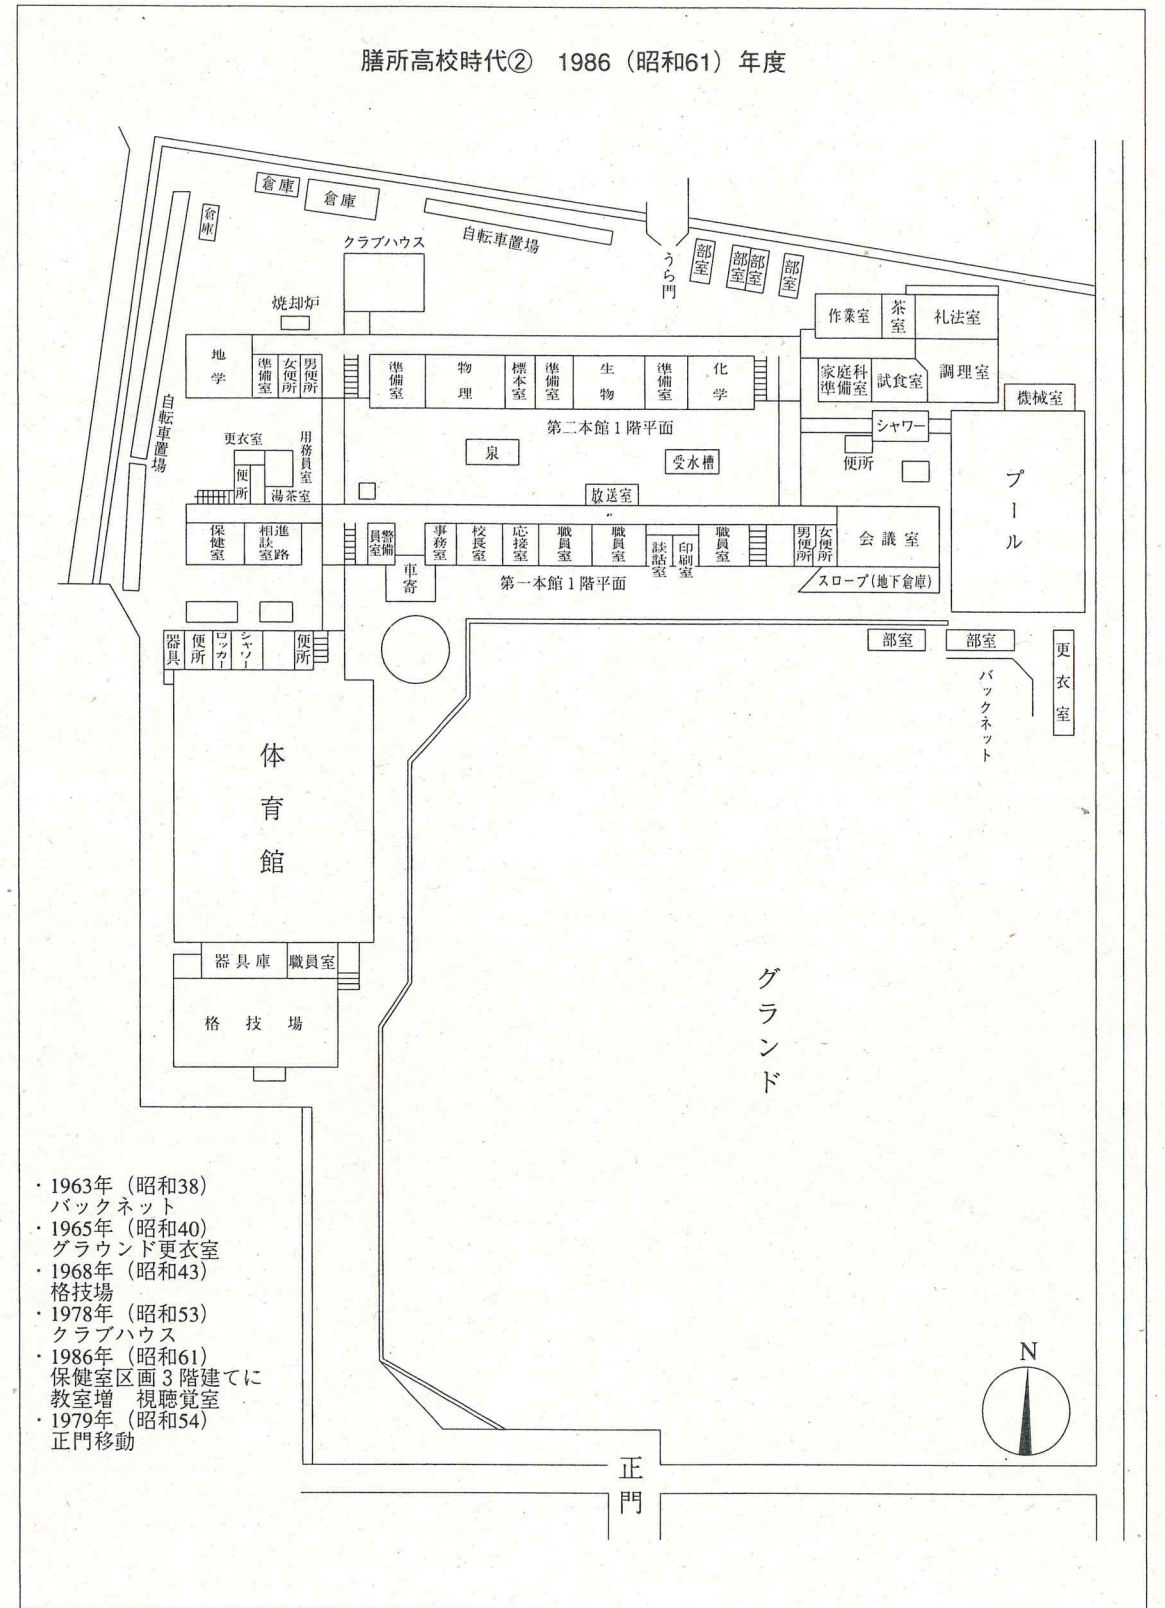 膳所高校時代② 1986（昭和61）年度
倉庫
倉庫
倉庫
自転車置場
クラブハウス
うら門
部室
部室
部室
部室
焼却炉
作業室
茶室
礼法室
地学
準備室
女便所
男便所
準備室
物理
標本室
準備室
生物
準備室
化学
家庭科準備室
試食室
調理室
機械室
自転車置場
第二本館1階平面
シャワー
便所
プール
更衣室
便所
用務員室
湯茶室
泉
受水槽
放送室
保健室
進路相談室
警備員室
事務室
校長室
応接室
職員室
職員室
談話室
印刷室
職員室
男便所
女便所
会議室
車寄
第一本館1階平面
スロープ(地下倉庫)
器具
便所
ロッカー
シャワー
便所
部室
部室
更衣室
バックネット
体育館
器具庫
職員室
格技場
グランド
・1963年（昭和38）
バックネット
・1965年（昭和40）
グラウンド更衣室
・1968年（昭和43）
格技場
・1978年（昭和53）
クラブハウス
・1986年（昭和61）
保健室区画3階建てに
教室増 視聴覚室
・1979年（昭和54）
正門移動
N
正門